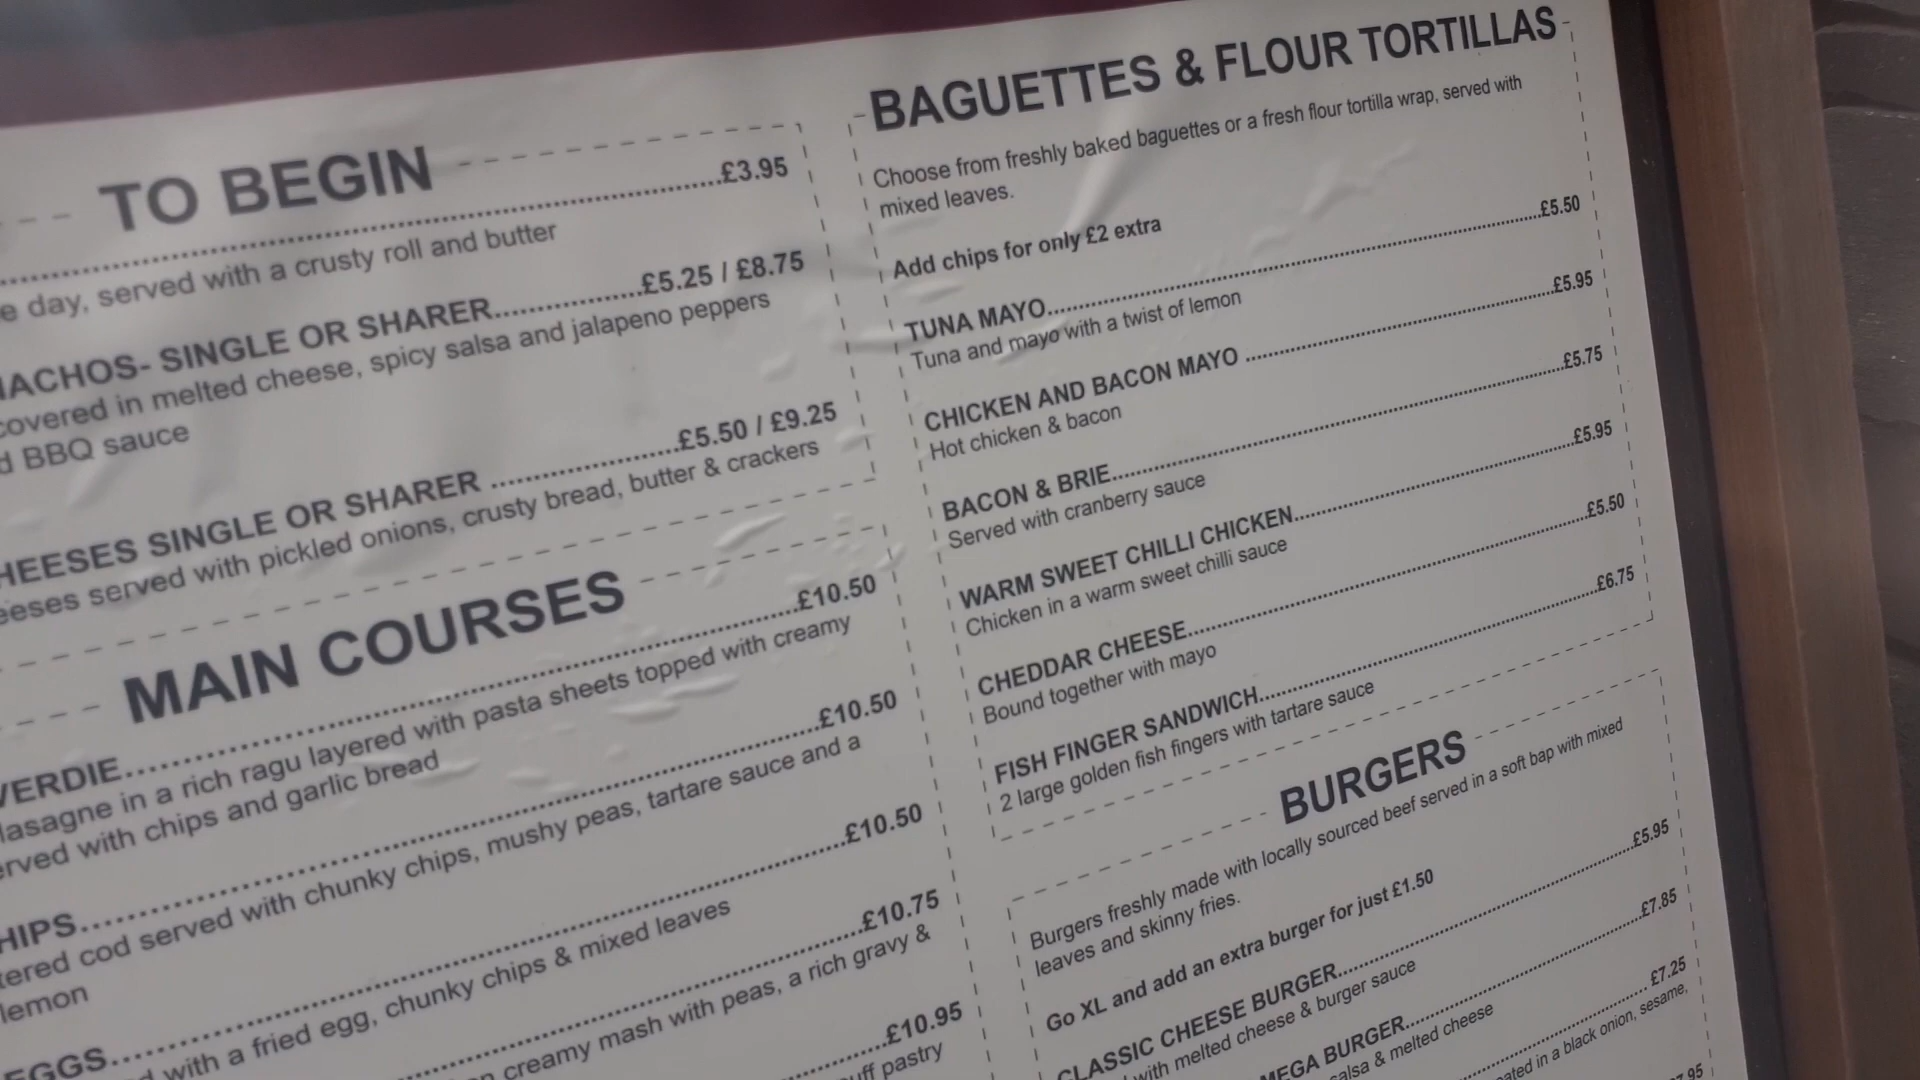 TO BEGIN
£3.95
day, served with a crusty roll and butter
SINGLE OR SHARER £5.25 / £8.75
covered in melted cheese, spicy salsa and jalapeno peppers
BBQ sauce
SINGLE OR SHARER £5.50 / £9.25
served with pickled onions, crusty bread, butter & crackers
MAIN COURSES
£10.50
lasagne in a rich ragu layered with pasta sheets topped with creamy
with chips and garlic bread
£10.50
cod served with chunky chips, mushy peas, tartare sauce and a
lemon
£10.50
with a fried egg, chunky chips & mixed leaves
£10.75
creamy mash with peas, a rich gravy &
£10.95
pastry
BAGUETTES & FLOUR TORTILLAS
Choose from freshly baked baguettes or a fresh flour tortilla wrap, served with
mixed leaves.
Add chips for only £2 extra
TUNA MAYO £5.50
Tuna and mayo with a twist of lemon
CHICKEN AND BACON MAYO £5.95
Hot chicken & bacon
BACON & BRIE £5.75
Served with cranberry sauce
WARM SWEET CHILLI CHICKEN £5.95
Chicken in a warm sweet chilli sauce
CHEDDAR CHEESE £5.50
Bound together with mayo
FISH FINGER SANDWICH £6.75
2 large golden fish fingers with tartare sauce
BURGERS
Burgers freshly made with locally sourced beef served in a soft bap with mixed
leaves and skinny fries.
Go XL and add an extra burger for just £1.50
CLASSIC CHEESE BURGER £5.95
with melted cheese & burger sauce
MEGA BURGER £7.85
salsa & melted cheese
£7.25
in a black onion, sesame,